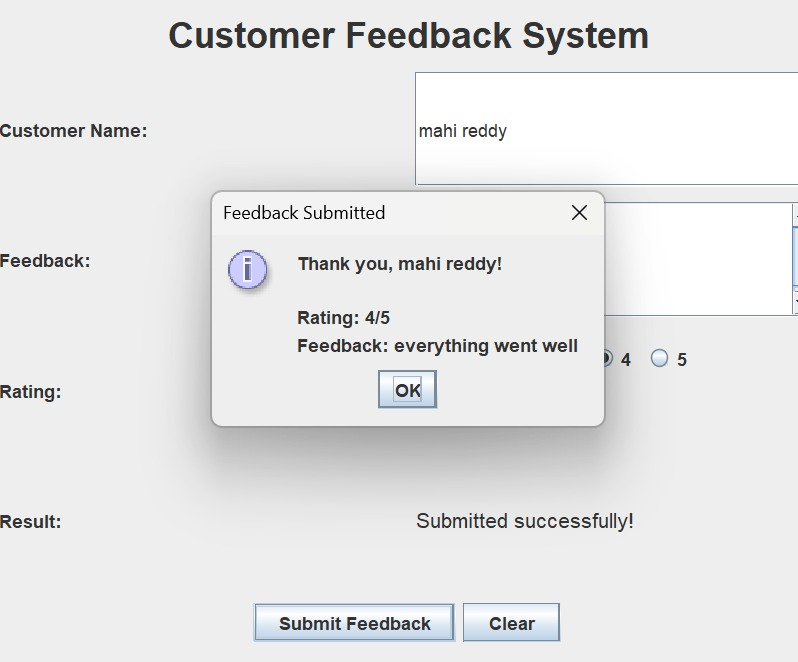 Customer Feedback System
Customer Name:
mahi reddy
Feedback Submitted
Feedback:
Thank you, mahi reddy!
Rating: 4/5
Feedback: everything went well
4 5
OK
Rating:
Result:
Submitted successfully!
Submit Feedback
Clear